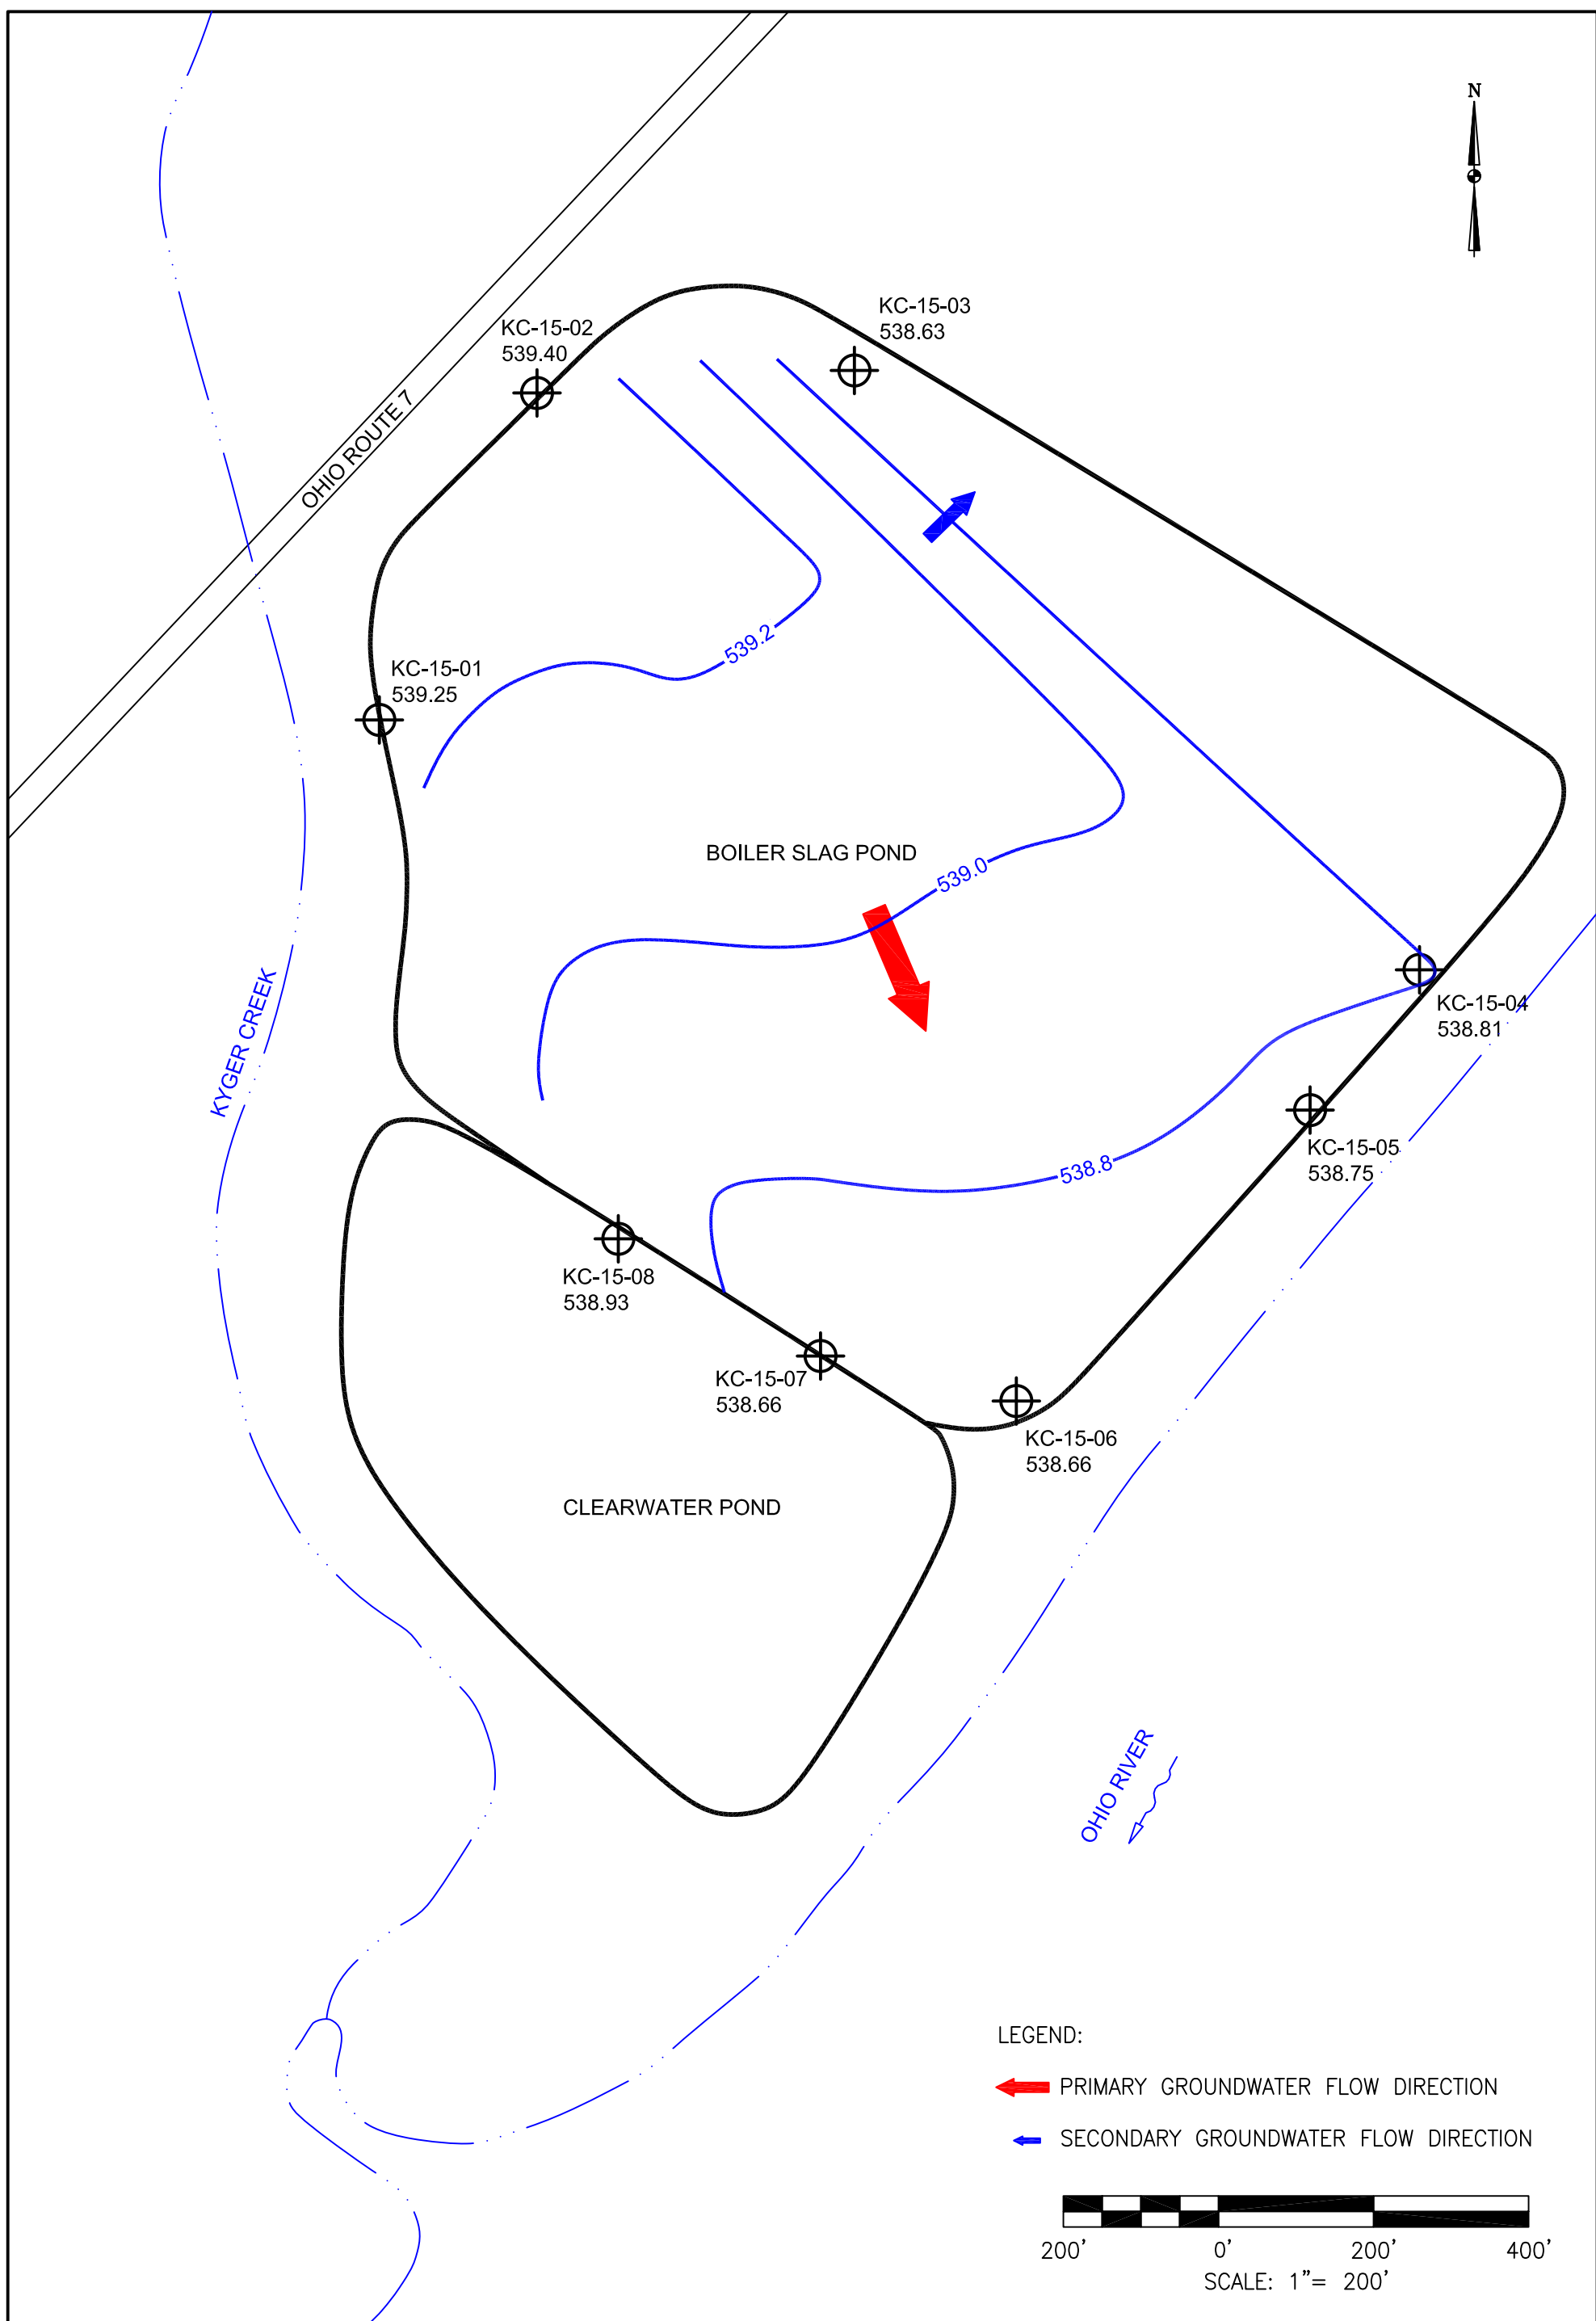 N
KC-15-03
538.63
KC-15-02
539.40
OHIO ROUTE 7
539.2
KC-15-01
539.25
BOILER SLAG POND
539.0
KYGER CREEK
KC-15-04
538.81
KC-15-05
538.75
538.8
KC-15-08
538.93
KC-15-07
538.66
KC-15-06
538.66
CLEARWATER POND
OHIO RIVER
LEGEND:
PRIMARY GROUNDWATER FLOW DIRECTION
SECONDARY GROUNDWATER FLOW DIRECTION
200' 0' 200' 400'
SCALE: 1"= 200'